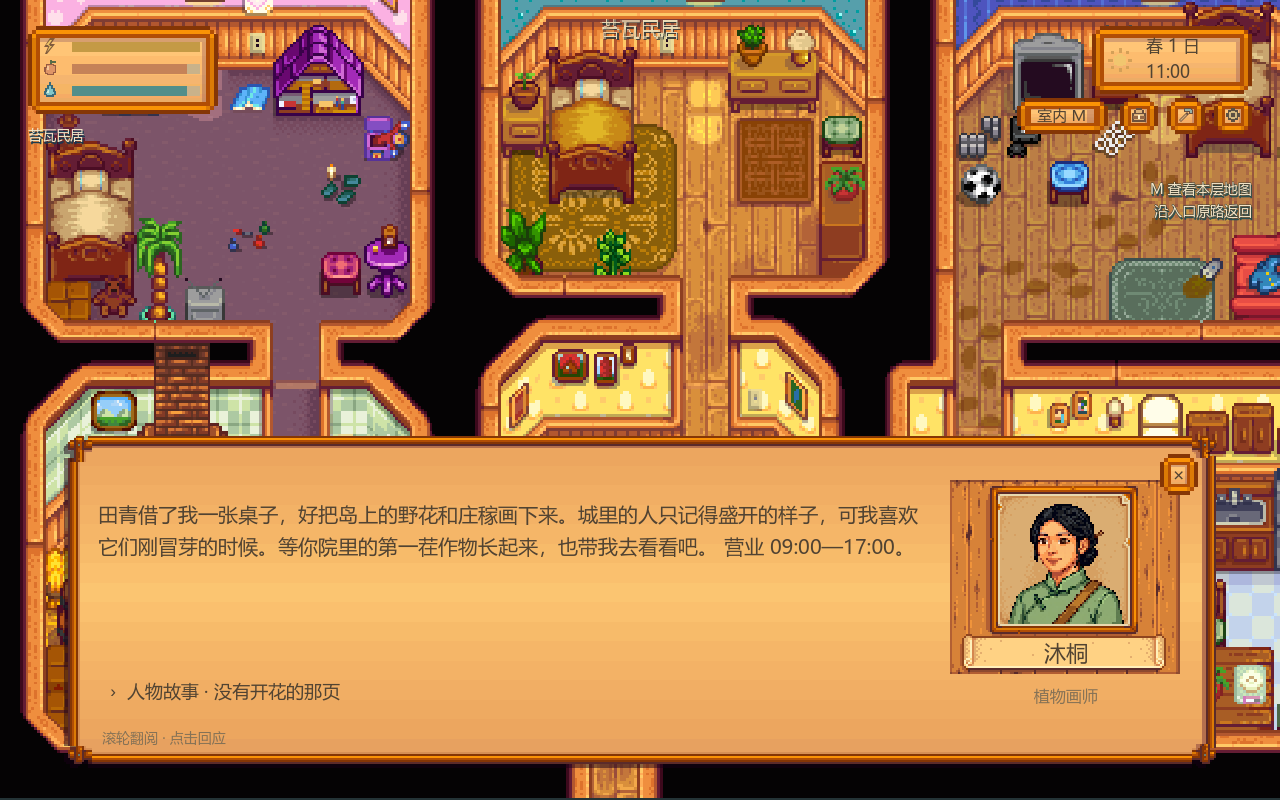 苔瓦民居
春 1 日
11:00
苔瓦民居
室内 M
M 查看本层地图
沿入口原路返回
田青借了我一张桌子，好把岛上的野花和庄稼画下来。城里的人只记得盛开的样子，可我喜欢
它们刚冒芽的时候。等你院里的第一茬作物长起来，也带我去看看吧。 营业 09:00—17:00。
沐桐
› 人物故事 · 没有开花的那页
植物画师
滚轮翻阅 · 点击回应